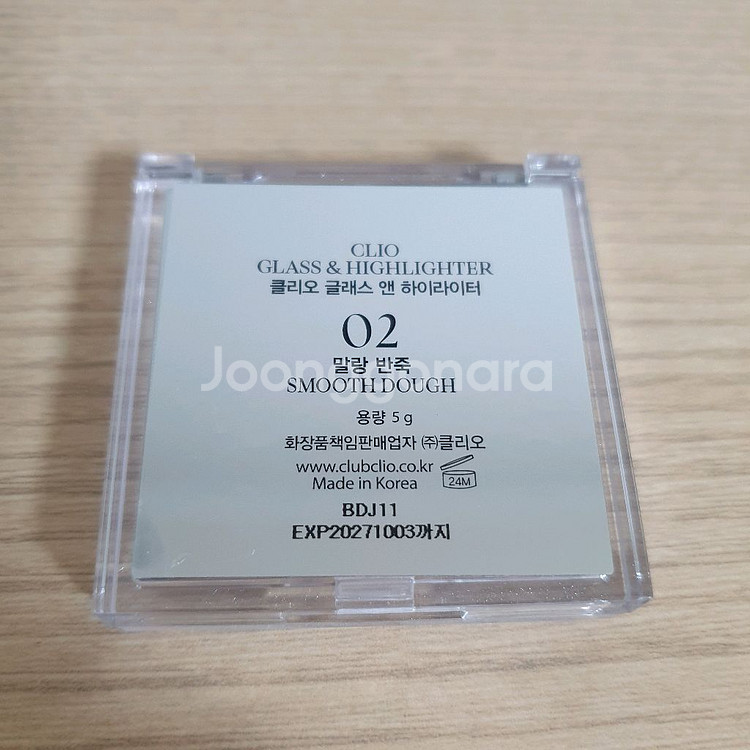 CLIO
GLASS & HIGHLIGHTER
클리오 글래스 앤 하이라이터
02
말랑 반죽
Joonggonara
SMOOTH DOUGH
용량 5 g
화장품책임판매업자 ㈜클리오
www.clubclio.co.kr
24M
Made in Korea
BDJ11
EXP20271003까지